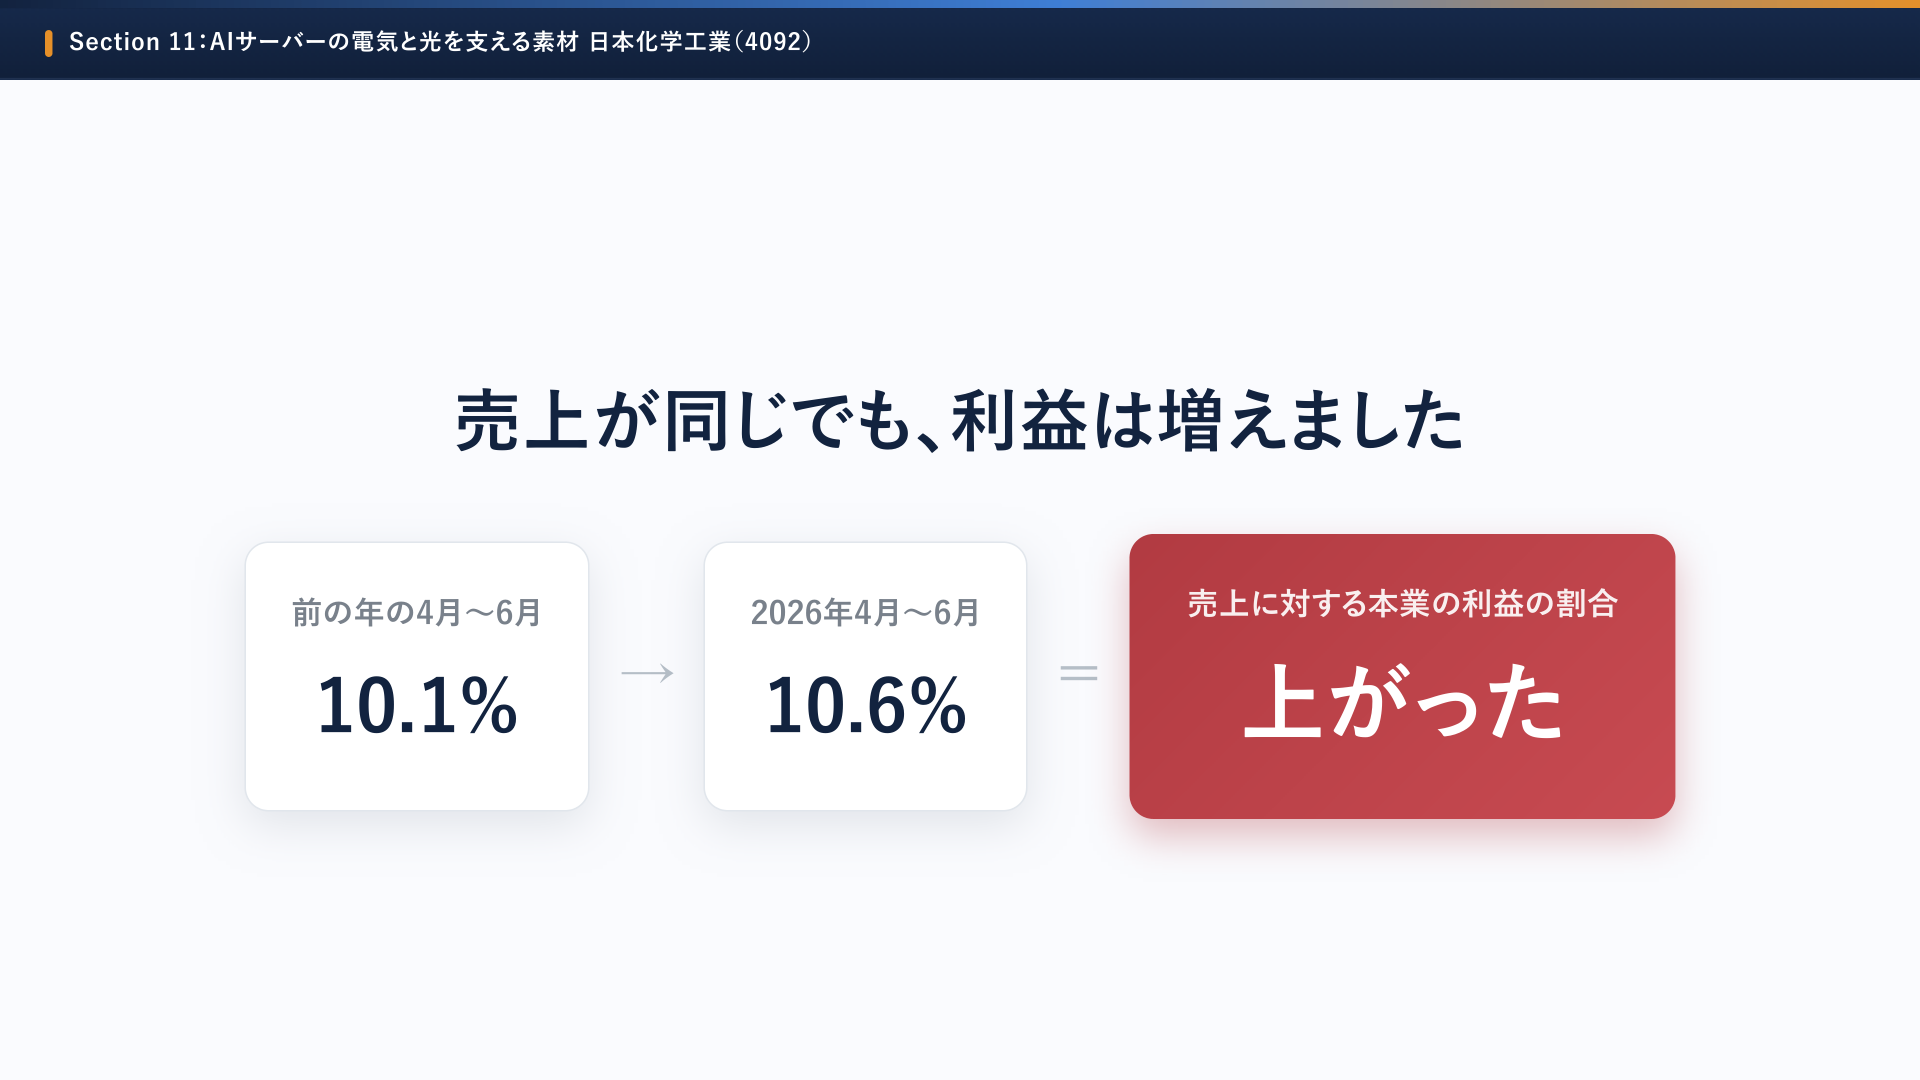 Section 11：AIサーバーの電気と光を支える素材 日本化学工業（4092）
売上が同じでも、利益は増えました
前の年の4月〜6月
10.1%
→
2026年4月〜6月
10.6%
＝
売上に対する本業の利益の割合
上がった